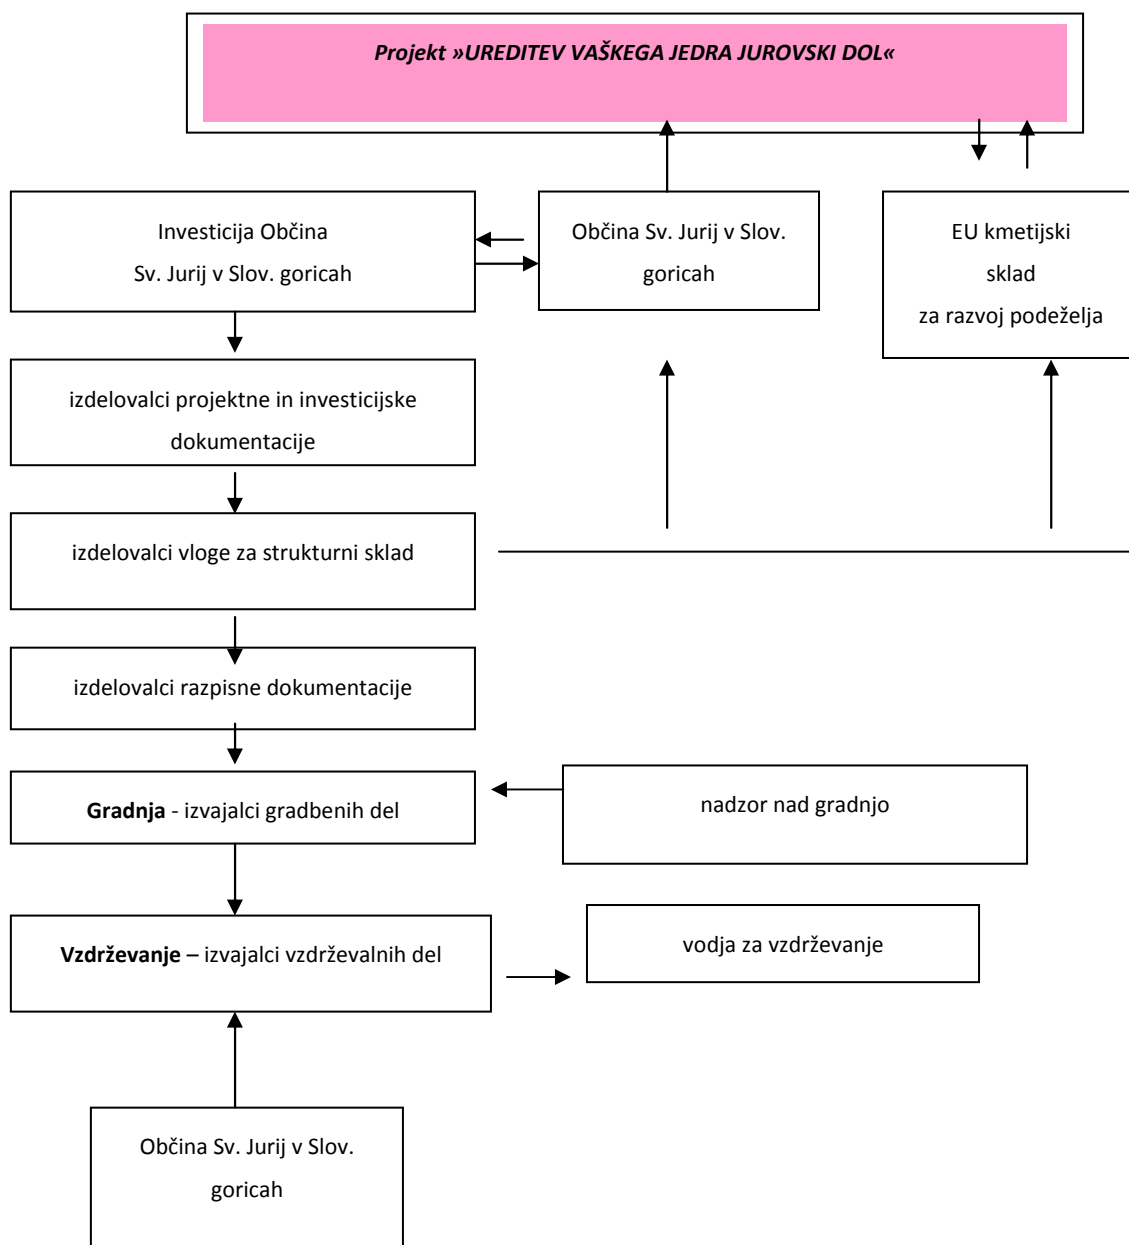 Projekt »UREDITEV VAŠKEGA JEDRA JUROVSKI DOL«
Investicija Občina
Sv. Jurij v Slov. goricah
Občina Sv. Jurij v Slov.
goricah
EU kmetijski
sklad
za razvoj podeželja
izdelovalci projektne in investicijske
dokumentacije
izdelovalci vloge za strukturni sklad
izdelovalci razpisne dokumentacije
Gradnja - izvajalci gradbenih del
nadzor nad gradnjo
Vzdrževanje – izvajalci vzdrževalnih del
vodja za vzdrževanje
Občina Sv. Jurij v Slov.
goricah